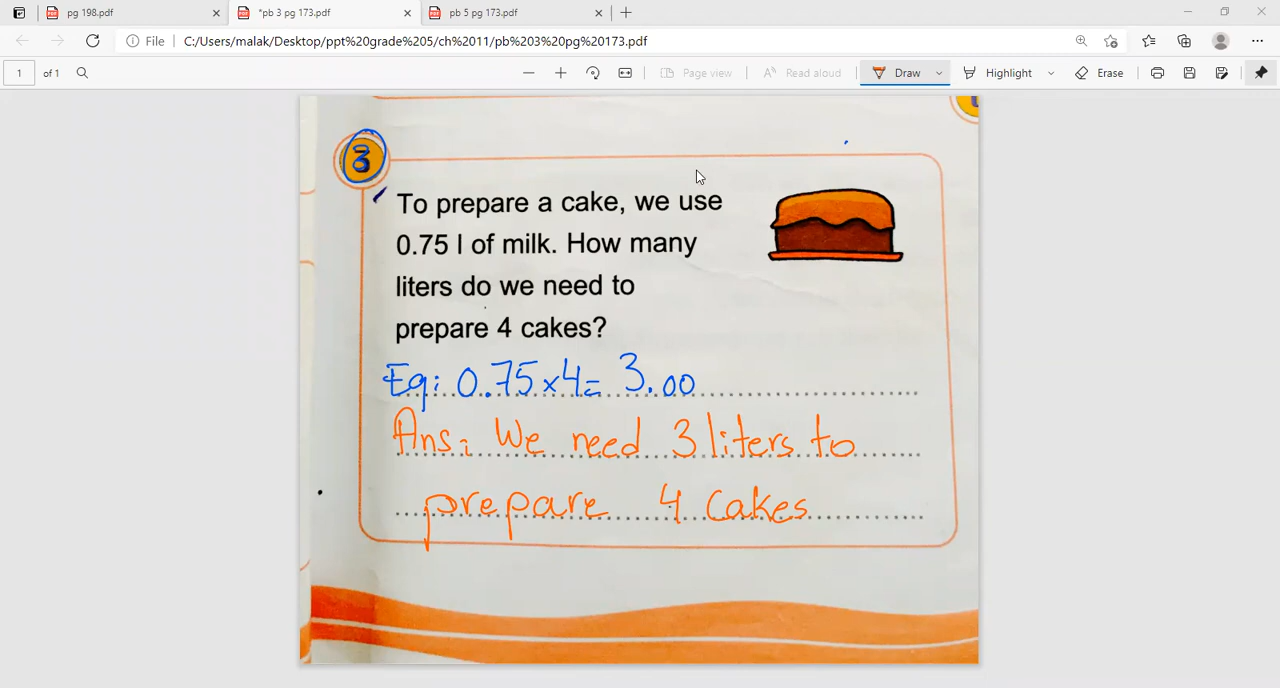 pg 198.pdf
*pb 3 pg 173.pdf
pb 5 pg 173.pdf
File
C:/Users/malak/Desktop/ppt%20grade%205/ch%2011/pb%203%20pg%20173.pdf
1 of 1
Page view
Read aloud
Draw
Highlight
Erase
3
To prepare a cake, we use
0.75 l of milk. How many
liters do we need to
prepare 4 cakes?
Eq: 0.75 x 4 = 3.00
Ans: We need 3 liters to
prepare 4 cakes